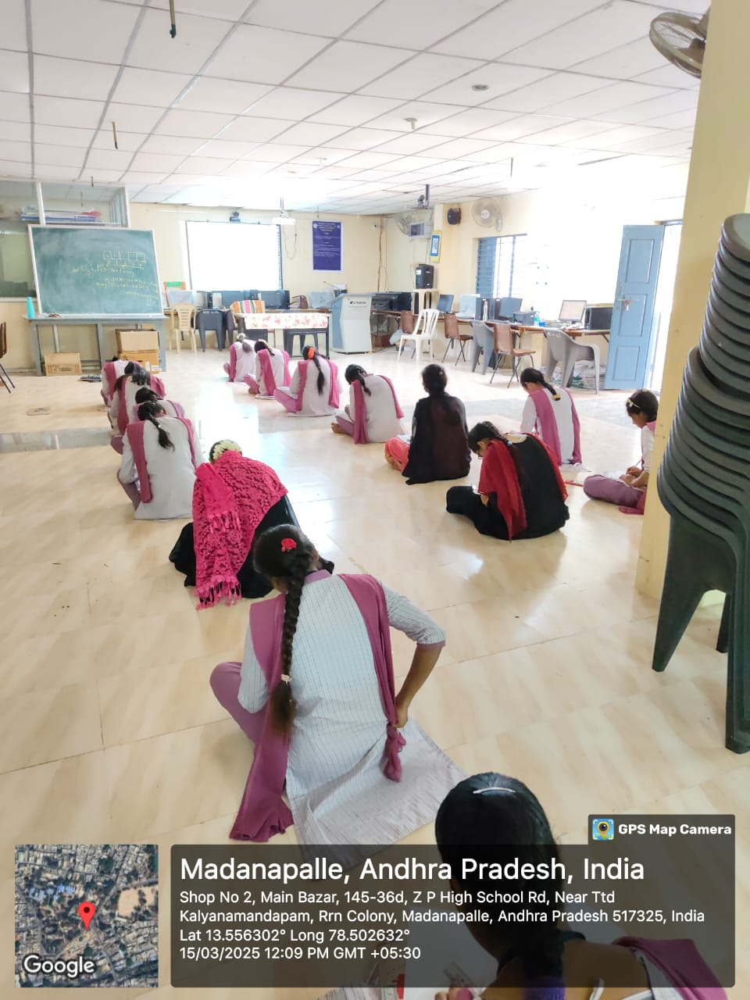 GPS Map Camera
Madanapalle, Andhra Pradesh, India
Shop No 2, Main Bazar, 145-36d, Z P High School Rd, Near Ttd
Kalyanamandapam, Rrn Colony, Madanapalle, Andhra Pradesh 517325, India
Lat 13.556302° Long 78.502632°
15/03/2025 12:09 PM GMT +05:30
Google